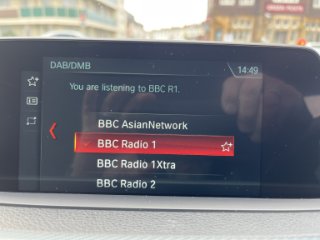 DAB/DMB
14:49
You are listening to BBC R1.
BBC AsianNetwork
BBC Radio 1
BBC Radio 1Xtra
BBC Radio 2